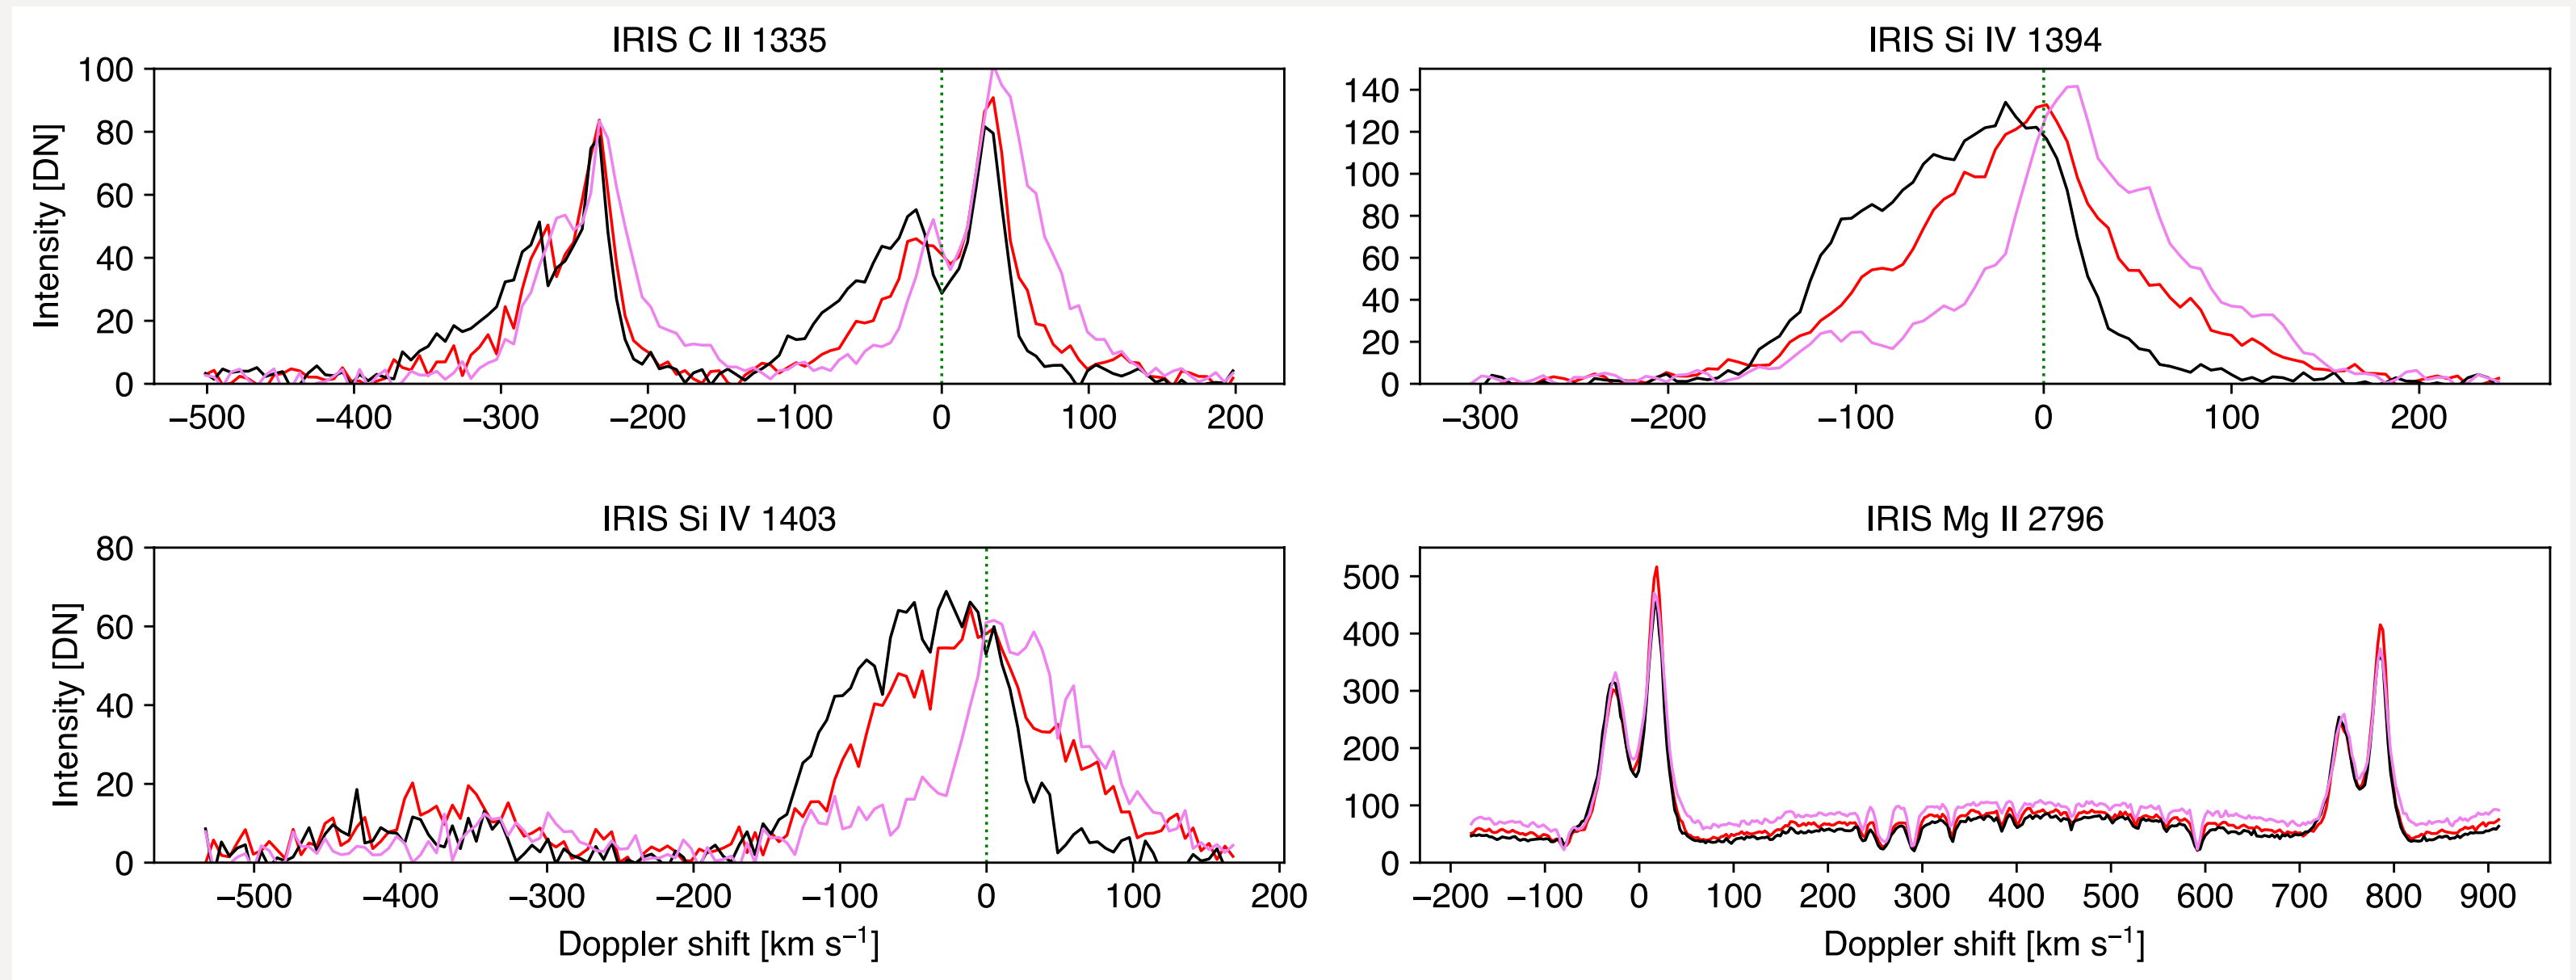 IRIS C II 1335
Intensity [DN]
100
80
60
40
20
0
−500 −400 −300 −200 −100 0 100 200
IRIS Si IV 1394
140
120
100
80
60
40
20
0
−300 −200 −100 0 100 200
IRIS Si IV 1403
Intensity [DN]
80
60
40
20
0
−500 −400 −300 −200 −100 0 100 200
Doppler shift [km s⁻¹]
IRIS Mg II 2796
500
400
300
200
100
0
−200 −100 0 100 200 300 400 500 600 700 800 900
Doppler shift [km s⁻¹]